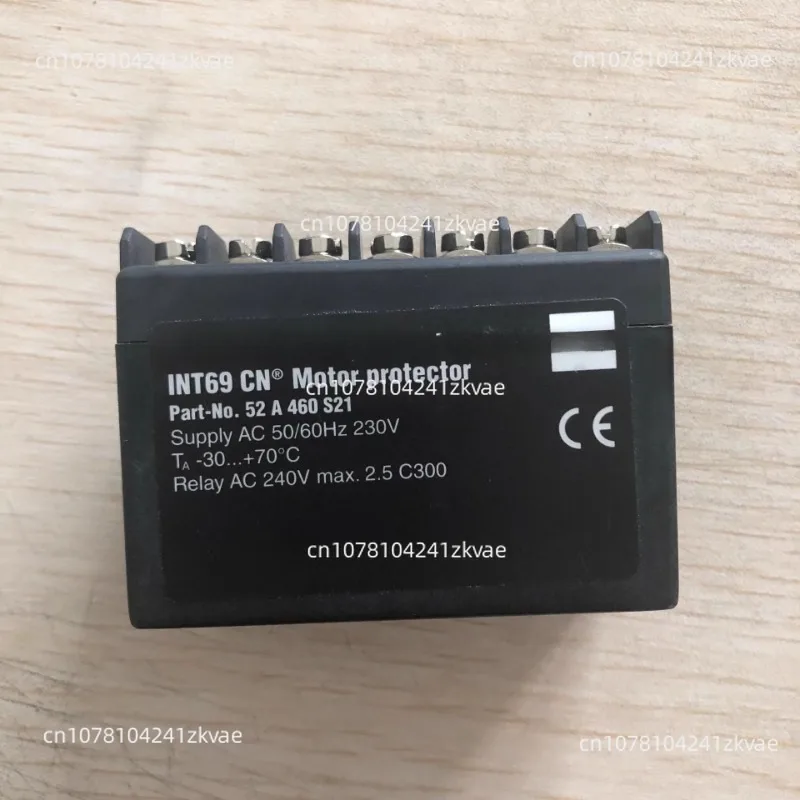 cn1078104241zkvae
cn1078104241zkvae
cn1078104241zkvae
INT69 CN® Motor protector
cn1078104241zkvae
Part-No. 52 A 460 S21
Supply AC 50/60Hz 230V
TA -30...+70°C
Relay AC 240V max. 2.5 C300
CE
cn1078104241zkvae
cn1078104241zkvae
cn1078104241zkvae